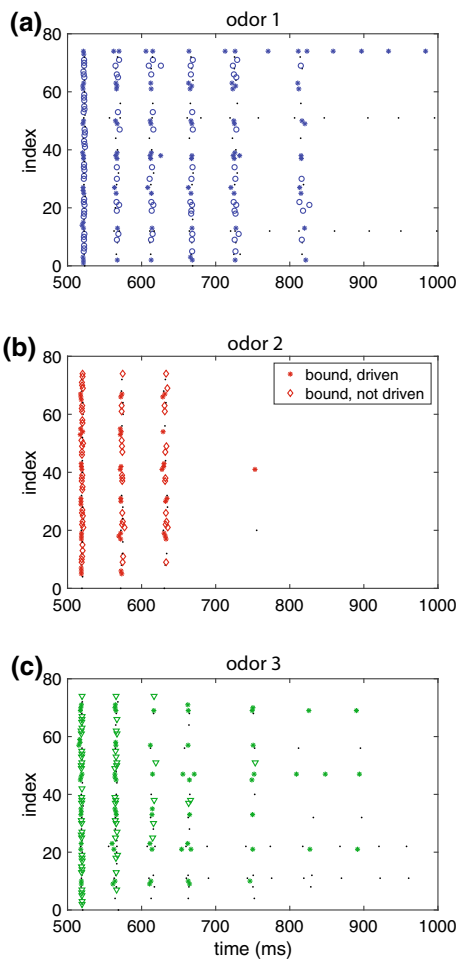 (a)
odor 1
80
60
40
20
0
index
500 600 700 800 900 1000
(b)
odor 2
80
60
40
20
0
index
bound, driven
bound, not driven
500 600 700 800 900 1000
(c)
odor 3
80
60
40
20
0
index
500 600 700 800 900 1000
time (ms)